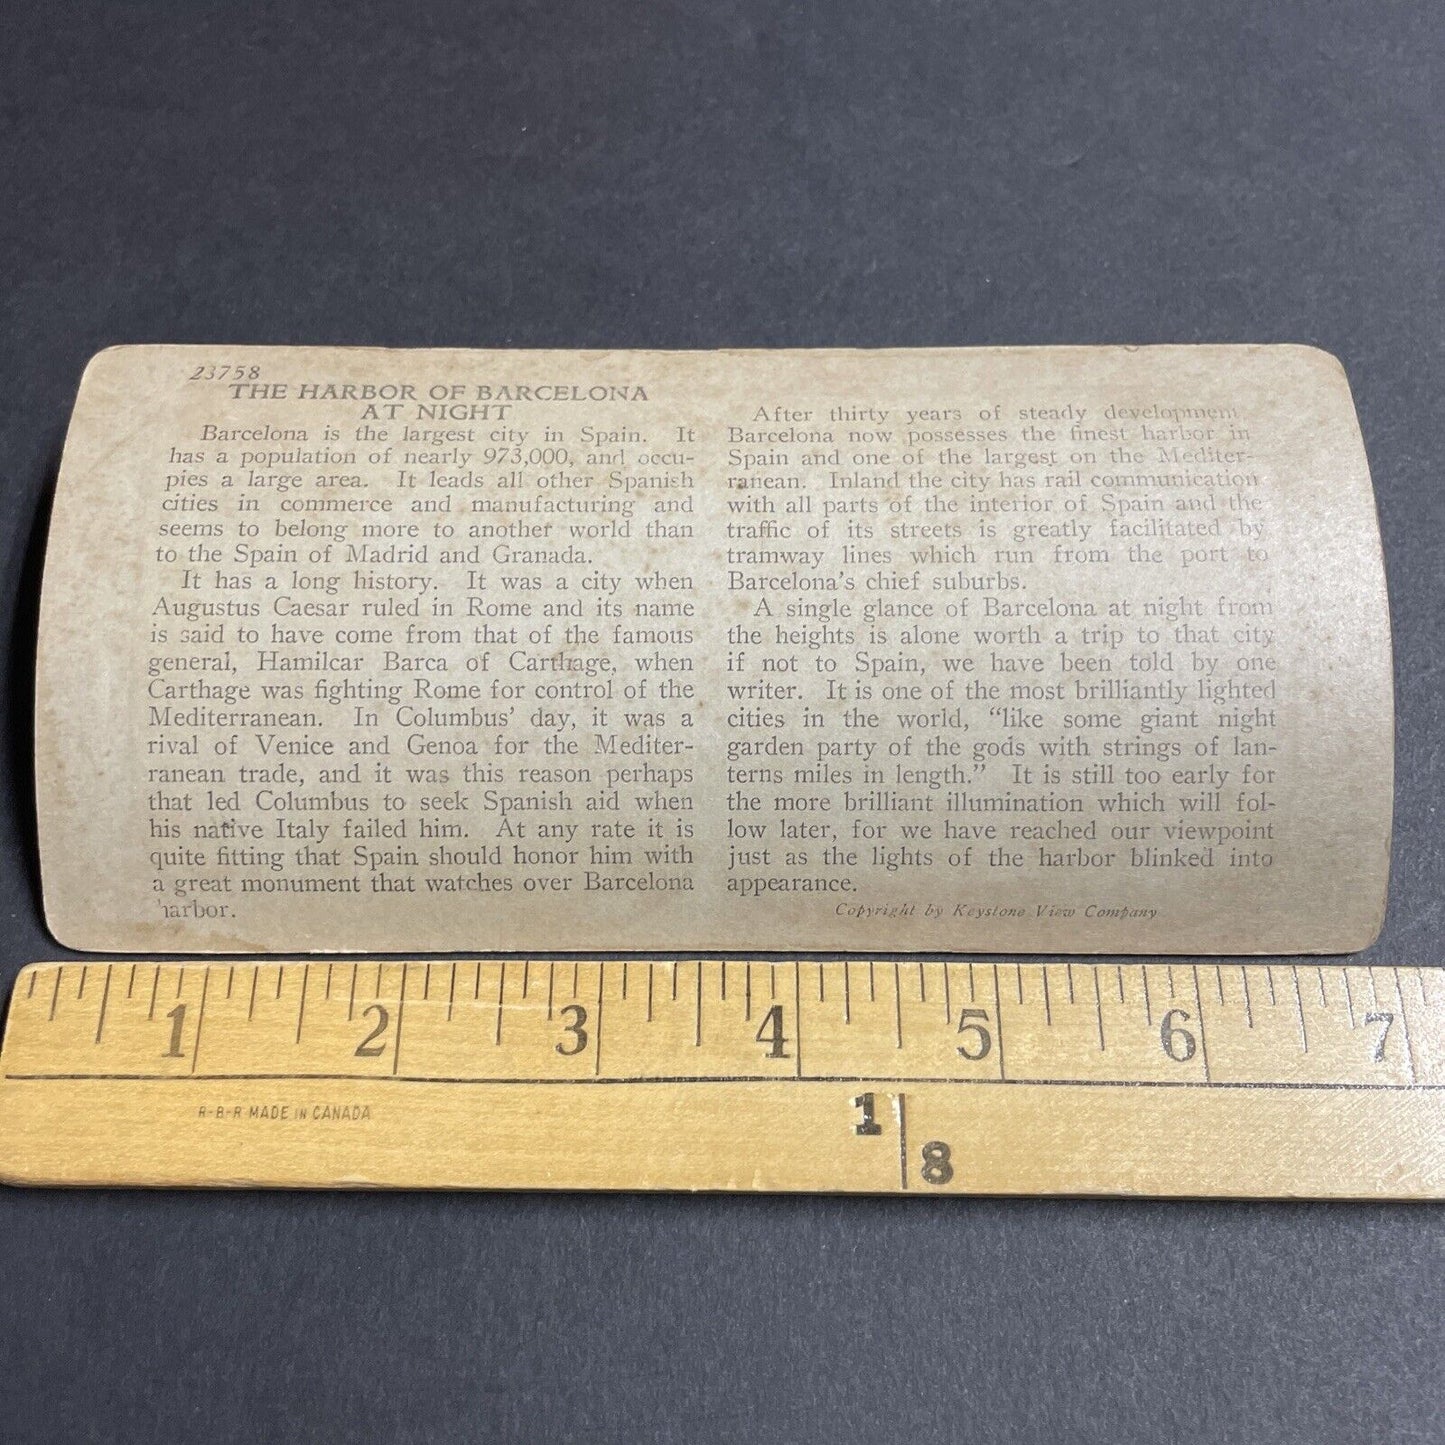 23758
THE HARBOR OF BARCELONA
AT NIGHT
Barcelona is the largest city in Spain. It
has a population of nearly 973,000, and occu-
pies a large area. It leads all other Spanish
cities in commerce and manufacturing and
seems to belong more to another world than
to the Spain of Madrid and Granada.
It has a long history. It was a city when
Augustus Caesar ruled in Rome and its name
is said to have come from that of the famous
general, Hamilcar Barca of Carthage, when
Carthage was fighting Rome for control of the
Mediterranean. In Columbus' day, it was a
rival of Venice and Genoa for the Mediter-
ranean trade, and it was this reason perhaps
that led Columbus to seek Spanish aid when
his native Italy failed him. At any rate it is
quite fitting that Spain should honor him with
a great monument that watches over Barcelona
harbor.
After thirty years of steady development
Barcelona now possesses the finest harbor in
Spain and one of the largest on the Mediter-
ranean. Inland the city has rail communication
with all parts of the interior of Spain and the
traffic of its streets is greatly facilitated by
tramway lines which run from the port to
Barcelona's chief suburbs.
A single glance of Barcelona at night from
the heights is alone worth a trip to that city
if not to Spain, we have been told by one
writer. It is one of the most brilliantly lighted
cities in the world, "like some giant night
garden party of the gods with strings of lan-
terns miles in length." It is still too early for
the more brilliant illumination which will fol-
low later, for we have reached our viewpoint
just as the lights of the harbor blinked into
appearance.
Copyright by Keystone View Company
1 2 3 4 5 6 7
R-B-R MADE IN CANADA
1
8